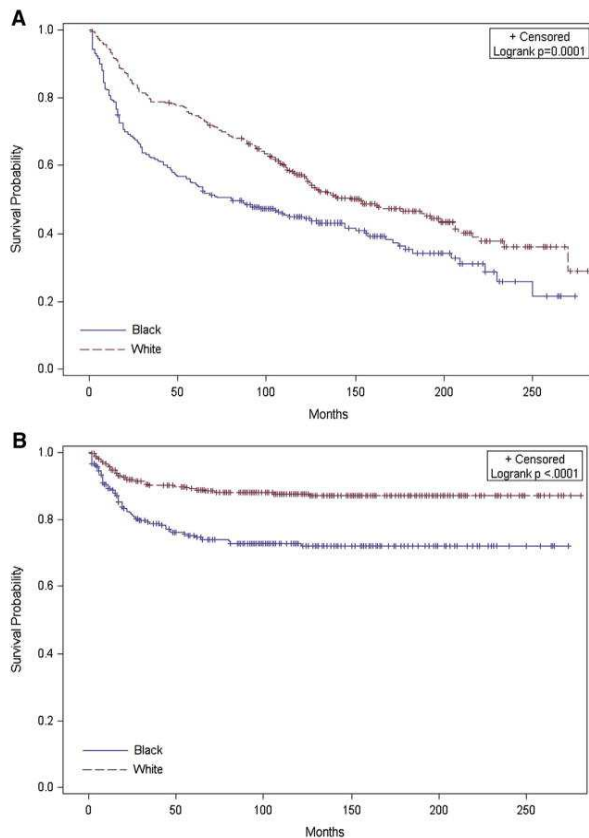 A
+ Censored
Logrank p=0.0001
1.0
0.8
0.6
0.4
0.2
0.0
Survival Probability
Black
White
0 50 100 150 200 250
Months
B
+ Censored
Logrank p <.0001
1.0
0.8
0.6
0.4
0.2
0.0
Survival Probability
Black
White
0 50 100 150 200 250
Months